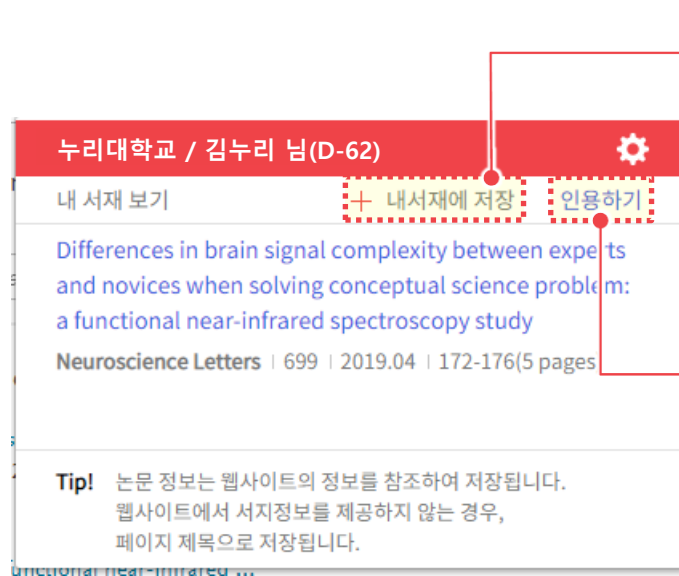 누리대학교 / 김누리 님(D-62)
내 서재 보기
+ 내서재에 저장
인용하기
Differences in brain signal complexity between experts
and novices when solving conceptual science problem:
a functional near-infrared spectroscopy study
Neuroscience Letters | 699 | 2019.04 | 172-176(5 pages
Tip! 논문 정보는 웹사이트의 정보를 참조하여 저장됩니다.
웹사이트에서 서지정보를 제공하지 않는 경우,
페이지 제목으로 저장됩니다.
functional near-infrared ...